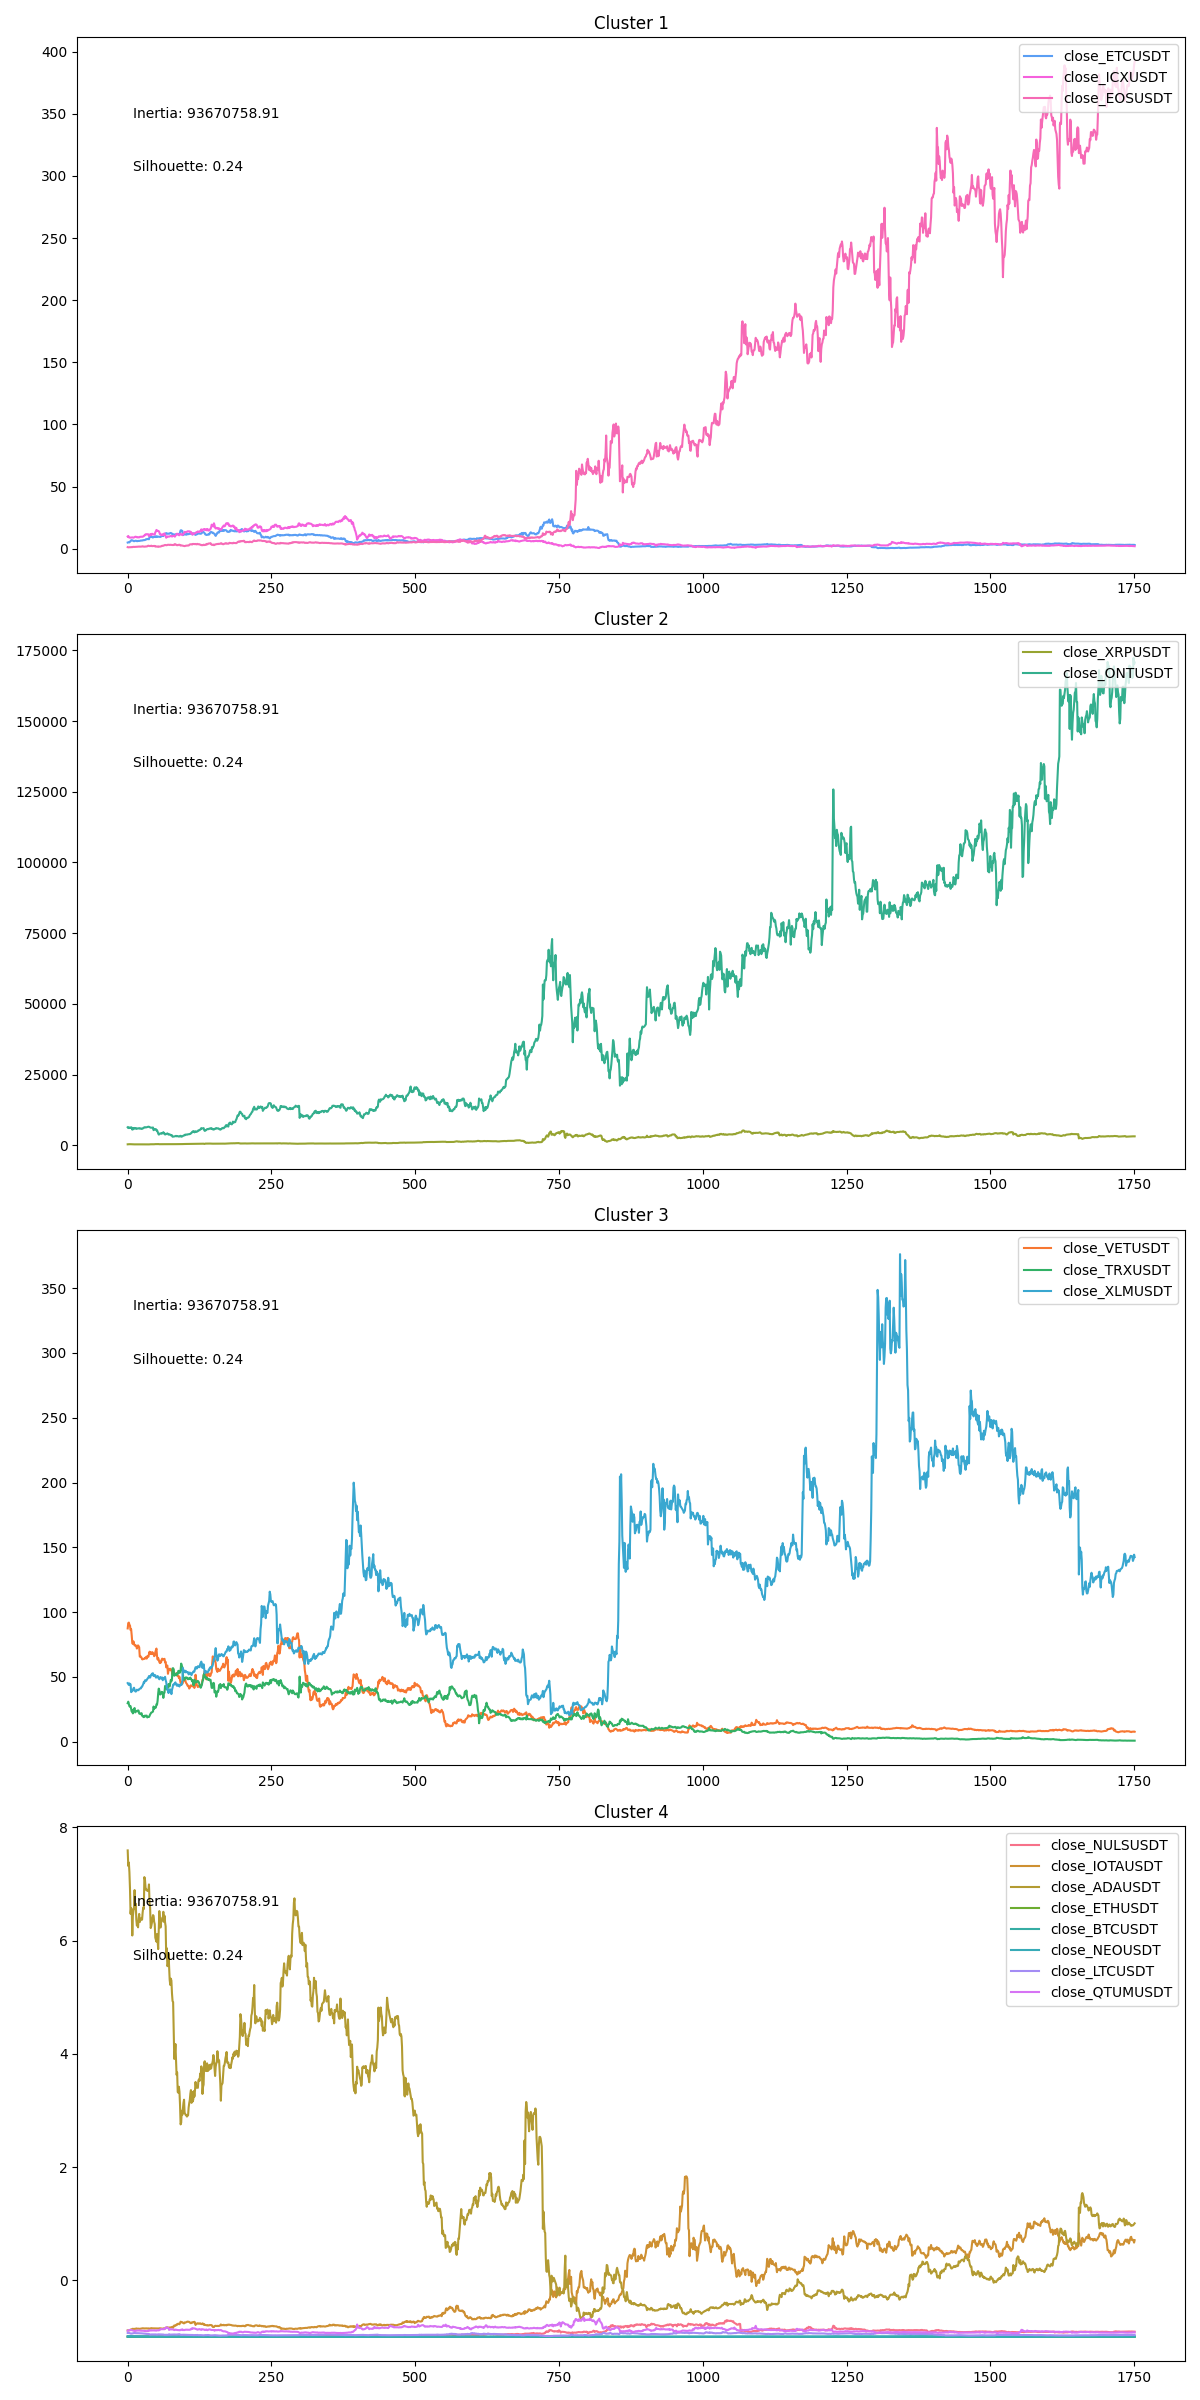 Cluster 1
400
350
300
250
200
150
100
50
0
Inertia: 93670758.91
Silhouette: 0.24
close_ETCUSDT
close_ICXUSDT
close_EOSUSDT
0 250 500 750 1000 1250 1500 1750
Cluster 2
175000
150000
125000
100000
75000
50000
25000
0
Inertia: 93670758.91
Silhouette: 0.24
close_XRPUSDT
close_ONTUSDT
0 250 500 750 1000 1250 1500 1750
Cluster 3
350
300
250
200
150
100
50
0
Inertia: 93670758.91
Silhouette: 0.24
close_VETUSDT
close_TRXUSDT
close_XLMUSDT
0 250 500 750 1000 1250 1500 1750
Cluster 4
8
6
4
2
0
Inertia: 93670758.91
Silhouette: 0.24
close_NULSUSDT
close_IOTAUSDT
close_ADAUSDT
close_ETHUSDT
close_BTCUSDT
close_NEOUSDT
close_LTCUSDT
close_QTUMUSDT
0 250 500 750 1000 1250 1500 1750